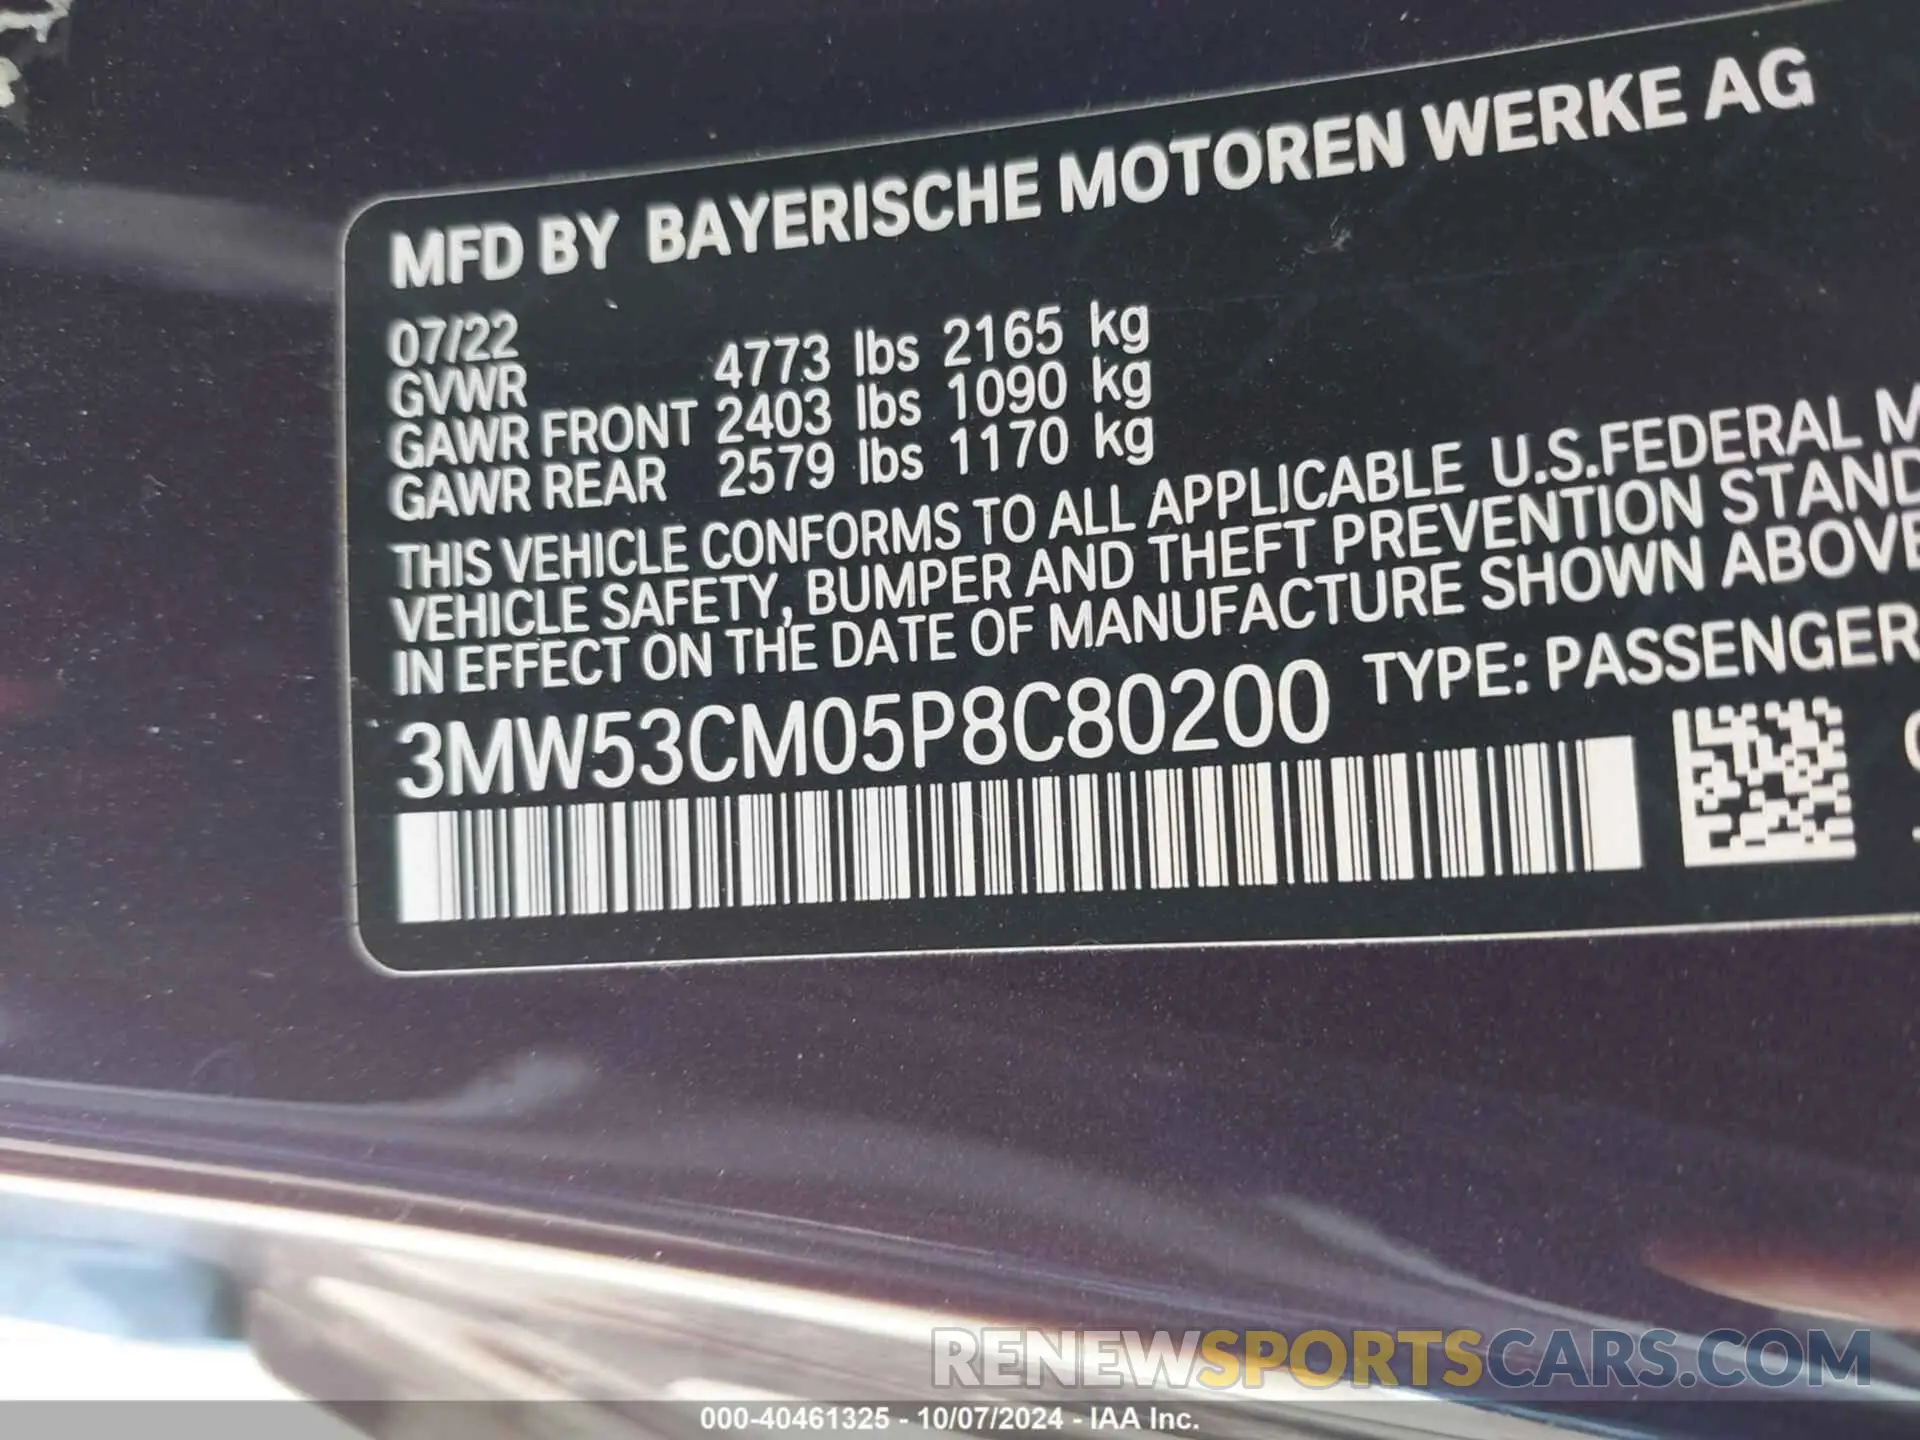 MFD BY BAYERISCHE MOTOREN WERKE AG
07/22
GVWR 4773 lbs 2165 kg
GAWR FRONT 2403 lbs 1090 kg
GAWR REAR 2579 lbs 1170 kg
THIS VEHICLE CONFORMS TO ALL APPLICABLE U.S.FEDERAL M
VEHICLE SAFETY, BUMPER AND THEFT PREVENTION STAND
IN EFFECT ON THE DATE OF MANUFACTURE SHOWN ABOVE
3MW53CM05P8C80200 TYPE: PASSENGER
RENEWSPORTSCARS.COM
000-40461325 - 10/07/2024 - IAA Inc.